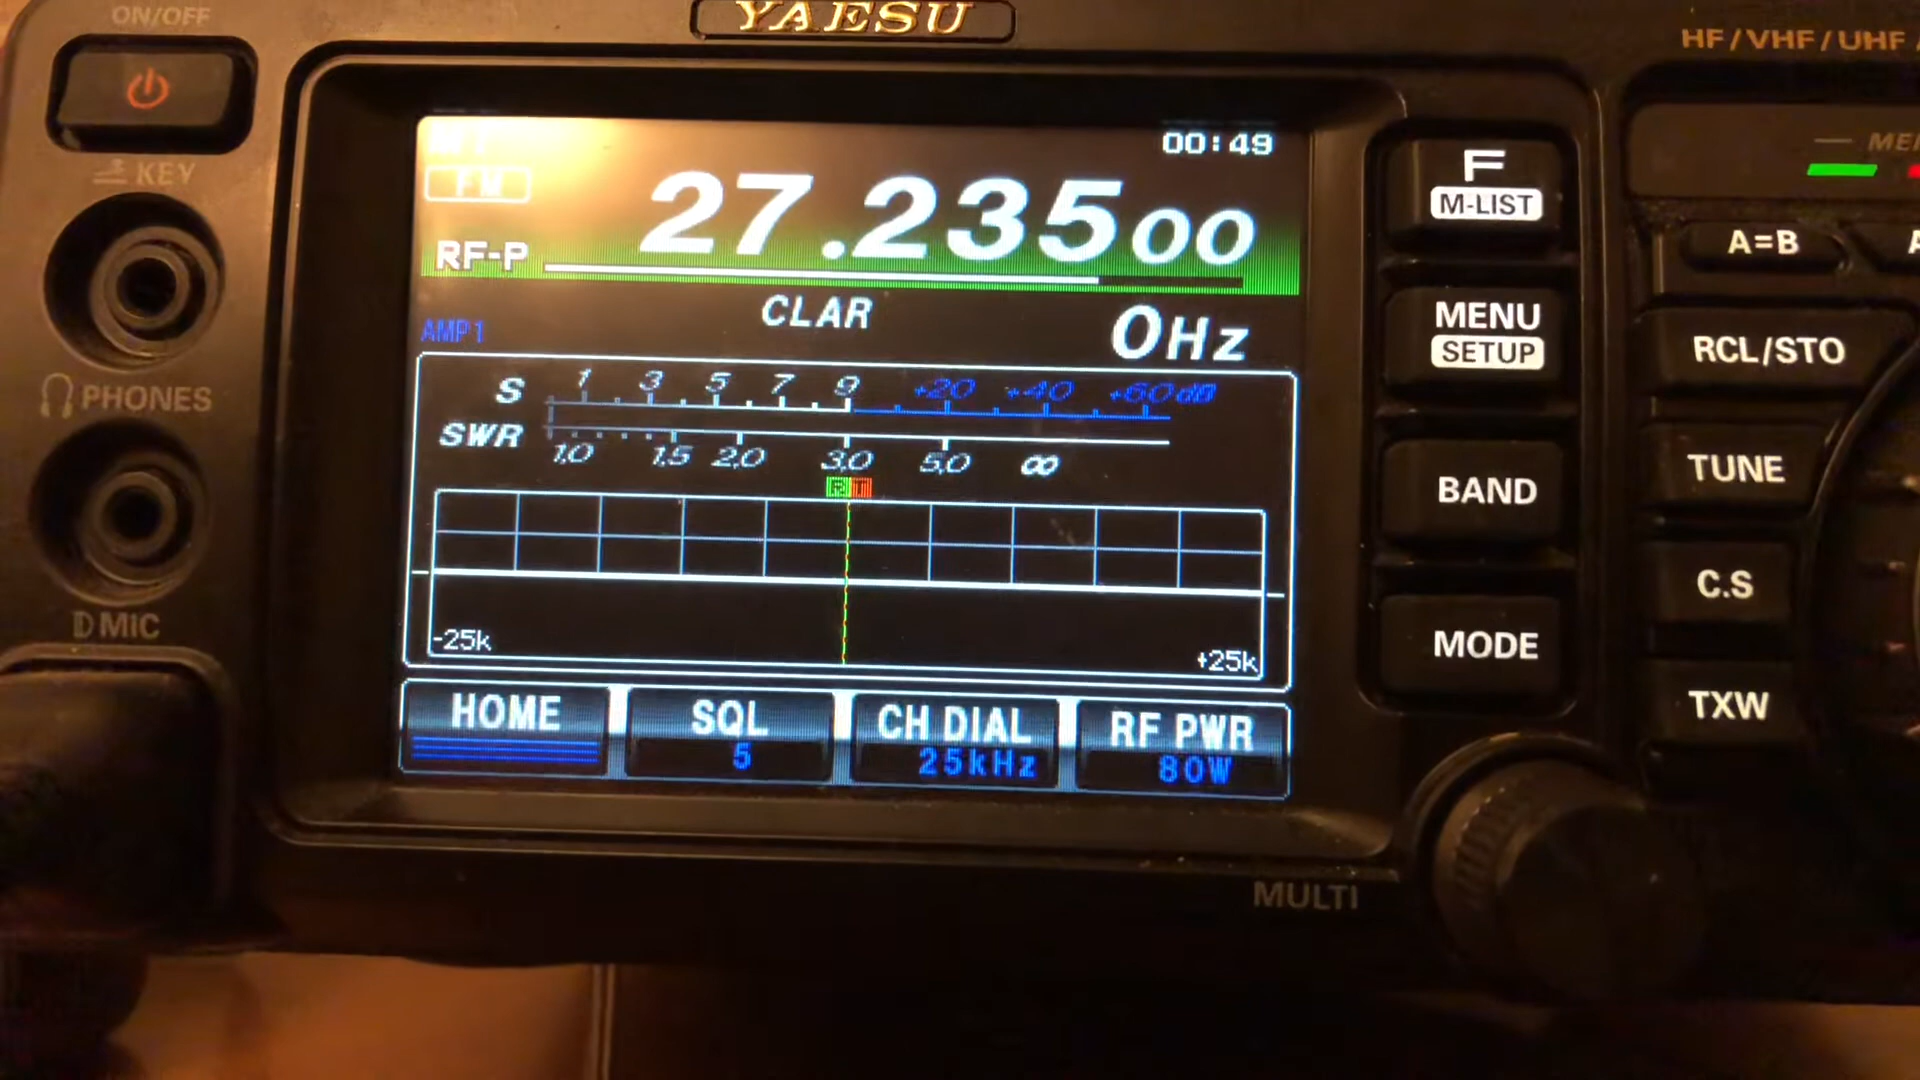 ON/OFF
YAESU
HF/VHF/UHF
KEY
PHONES
D MIC
00:49
FM
27.23500
RF-P
CLAR
0Hz
AMP1
S 1 3 5 7 9 +20 +40 +60dB
SWR
1,0 1,5 2,0 3,0 5,0 ∞
R T
-25k
+25k
HOME
SQL
5
CH DIAL
25kHz
RF PWR
80W
F
M-LIST
MENU
SETUP
BAND
MODE
A=B
RCL/STO
TUNE
C.S
TXW
MULTI